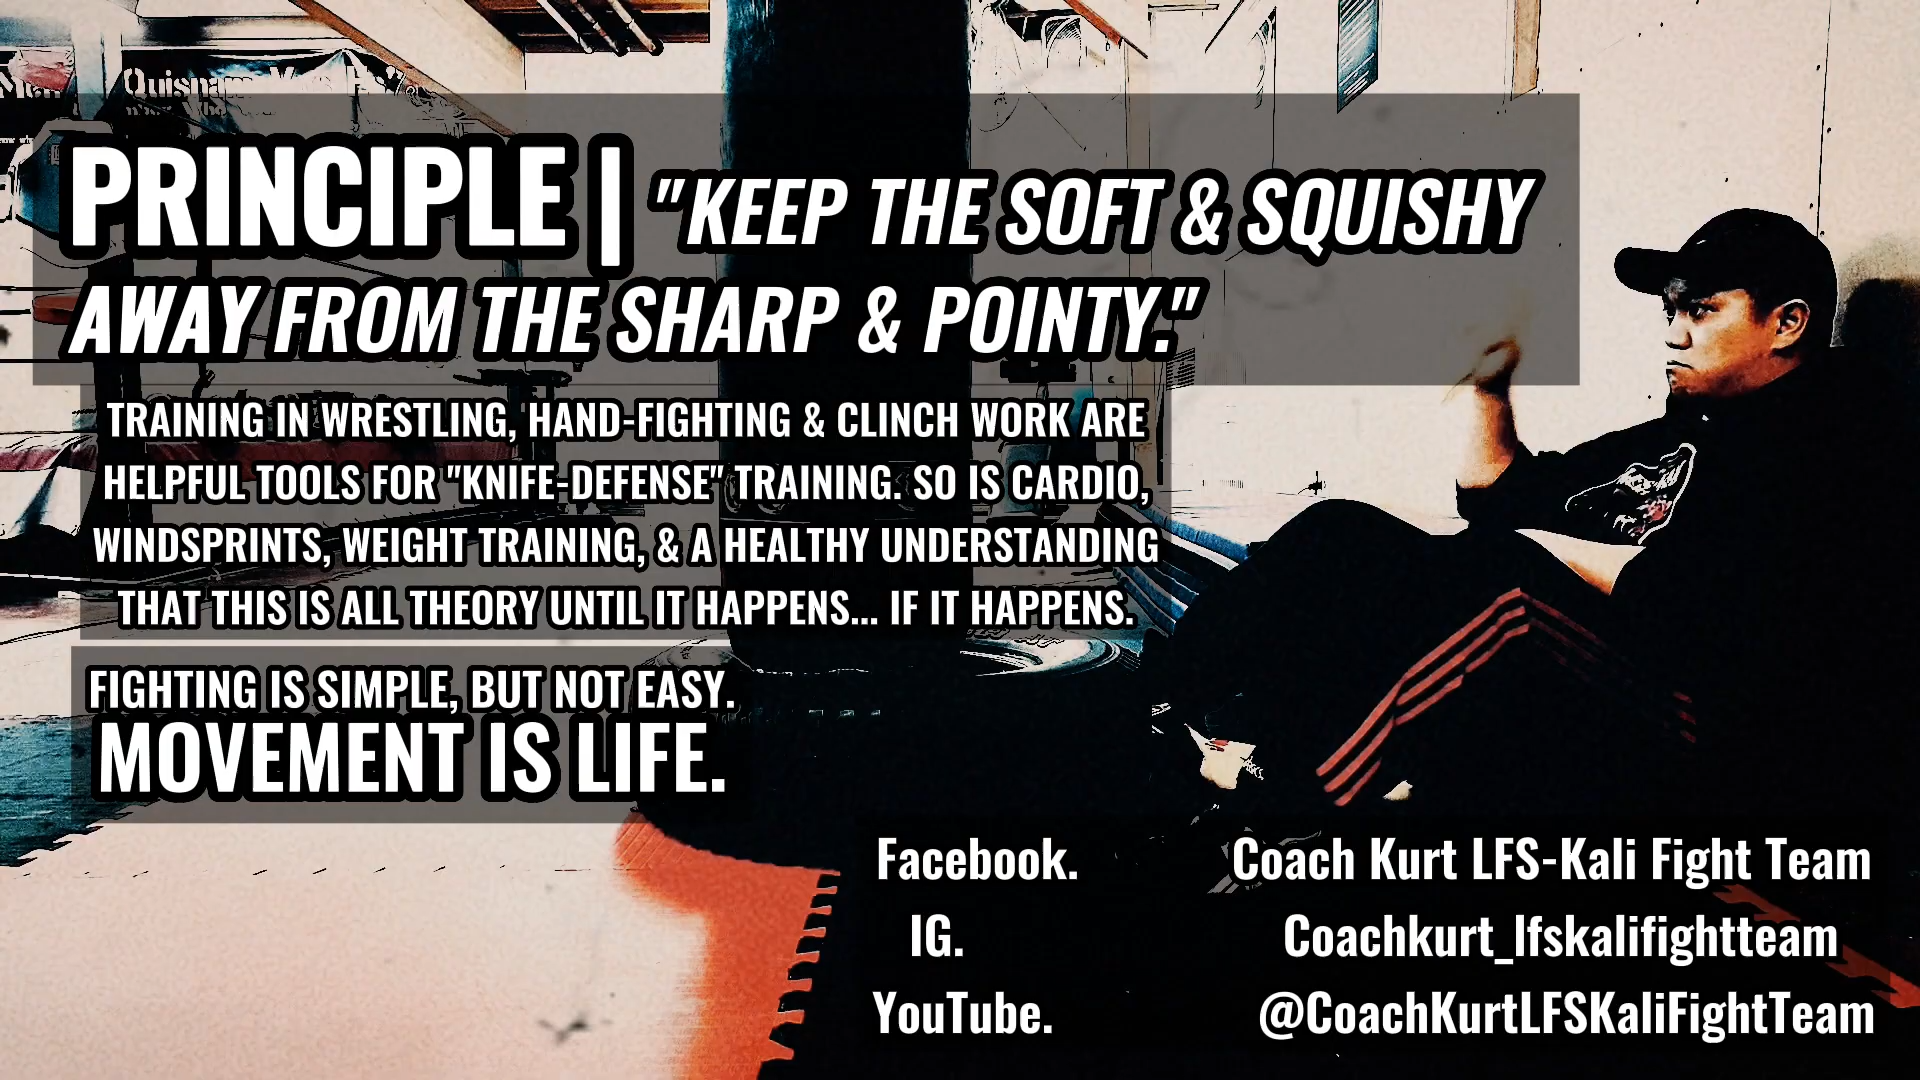 PRINCIPLE | "KEEP THE SOFT & SQUISHY
AWAY FROM THE SHARP & POINTY."
TRAINING IN WRESTLING, HAND-FIGHTING & CLINCH WORK ARE
HELPFUL TOOLS FOR "KNIFE-DEFENSE" TRAINING. SO IS CARDIO,
WINDSPRINTS, WEIGHT TRAINING, & A HEALTHY UNDERSTANDING
THAT THIS IS ALL THEORY UNTIL IT HAPPENS... IF IT HAPPENS.
FIGHTING IS SIMPLE, BUT NOT EASY.
MOVEMENT IS LIFE.
Facebook. Coach Kurt LFS-Kali Fight Team
IG. Coachkurt_lfskalifightteam
YouTube. @CoachKurtLFSKaliFightTeam